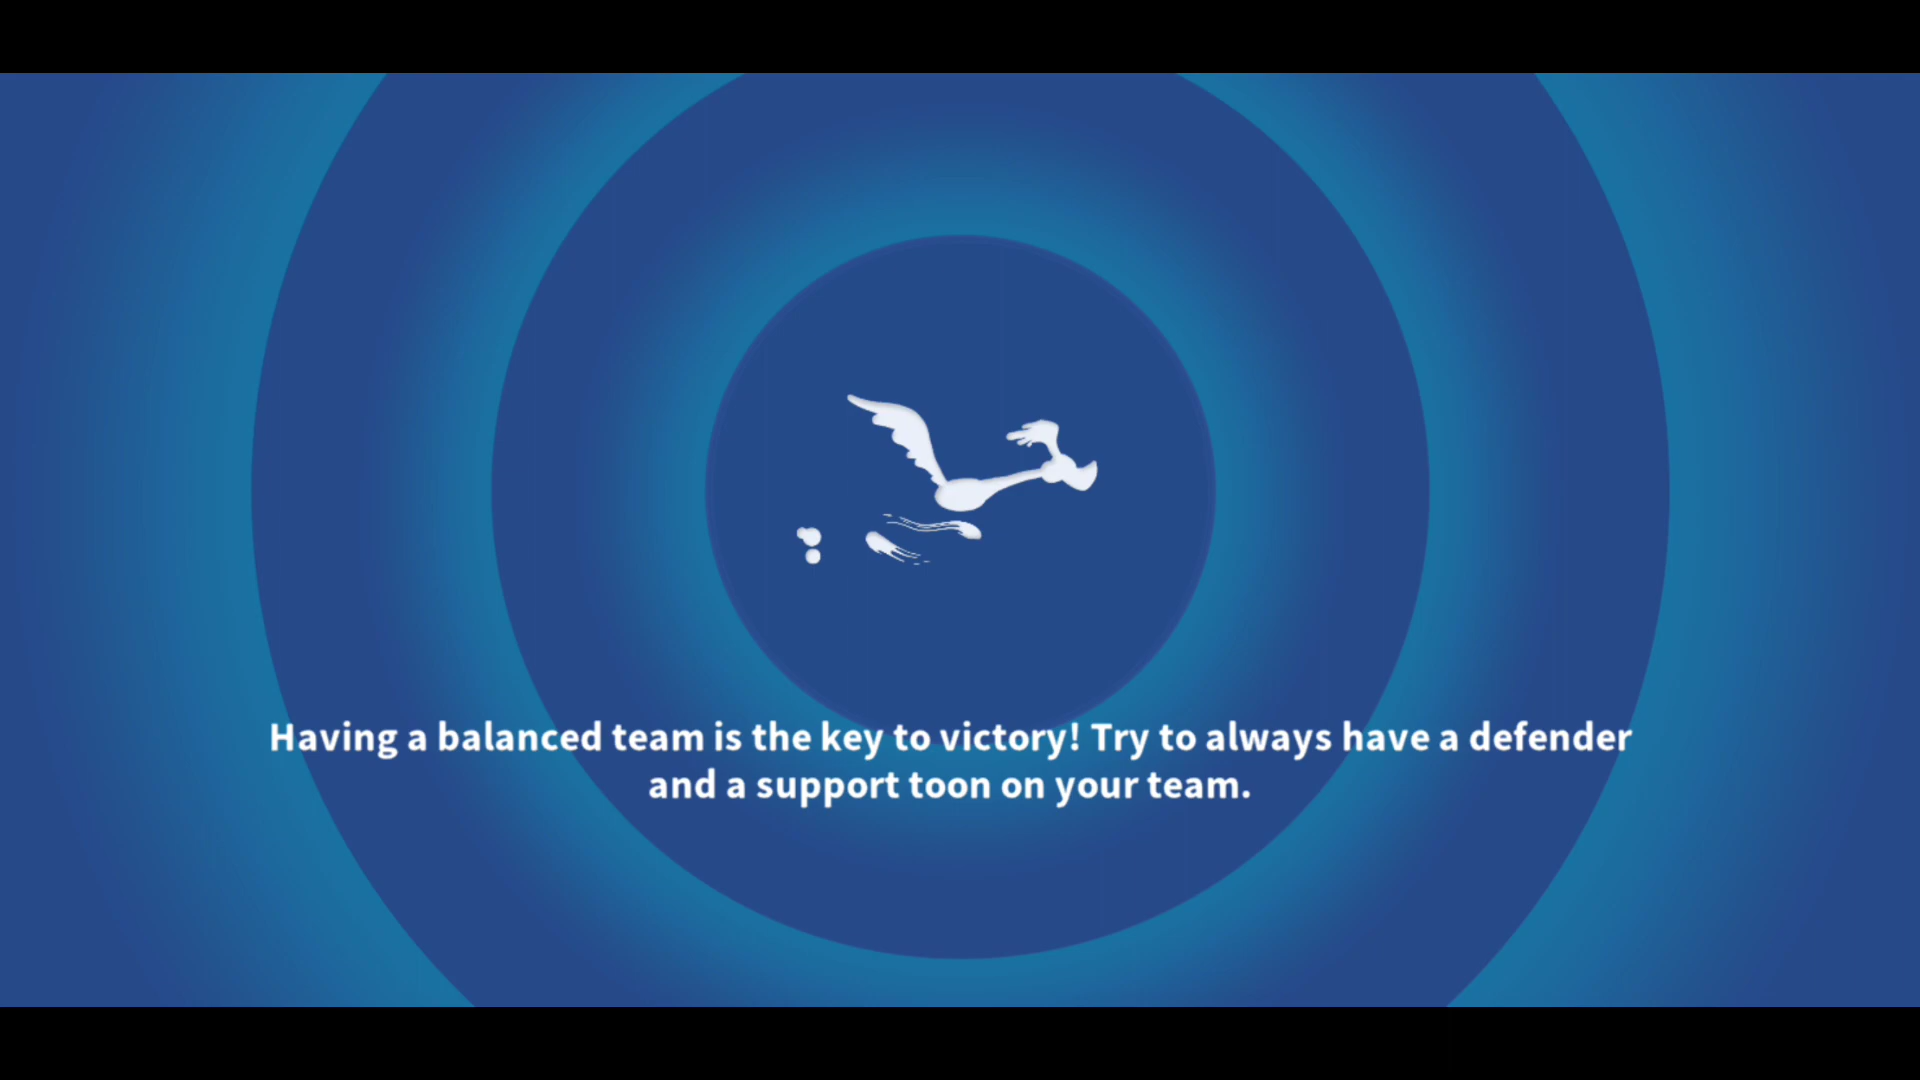 Having a balanced team is the key to victory! Try to always have a defender
and a support toon on your team.